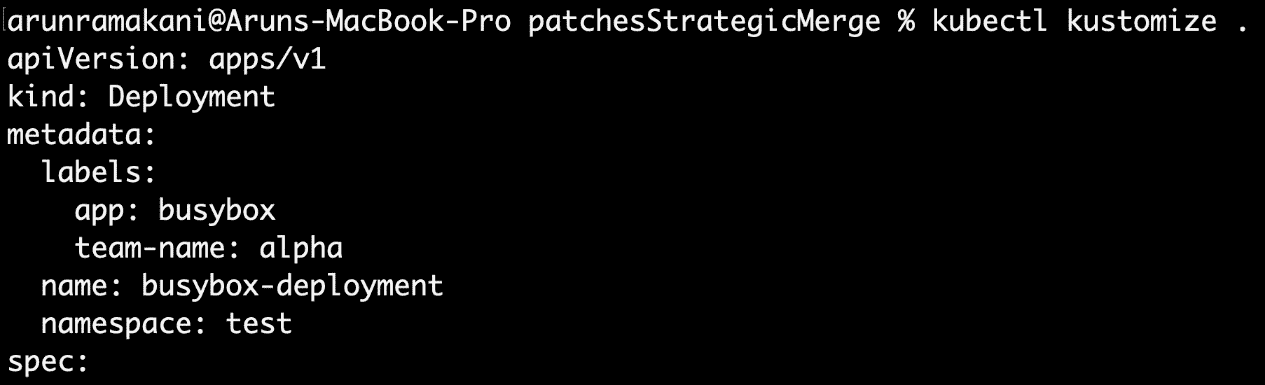 arunramakani@Aruns-MacBook-Pro patchesStrategicMerge % kubectl kustomize .
apiVersion: apps/v1
kind: Deployment
metadata:
  labels:
    app: busybox
    team-name: alpha
  name: busybox-deployment
  namespace: test
spec: